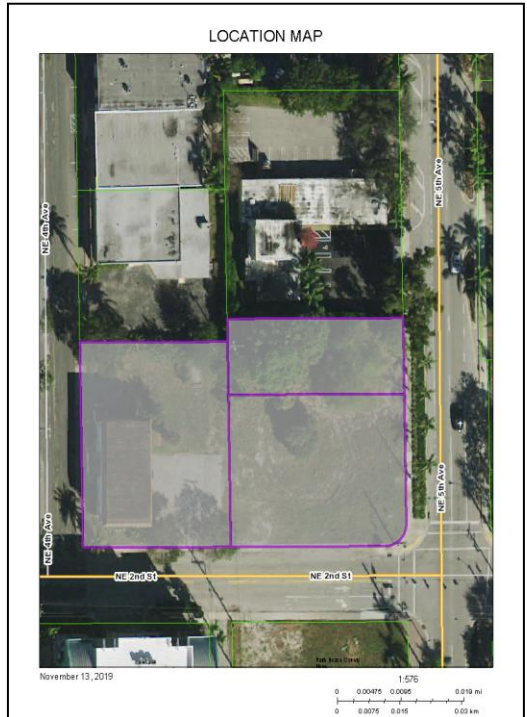 LOCATION MAP
NE 4th Ave
NE 5th Ave
NE 4th Ave
NE 5th Ave
NE 2nd St
NE 2nd St
November 13, 2019
1:576
0 0.00475 0.0095 0.019 mi
0 0.0075 0.015 0.03 km